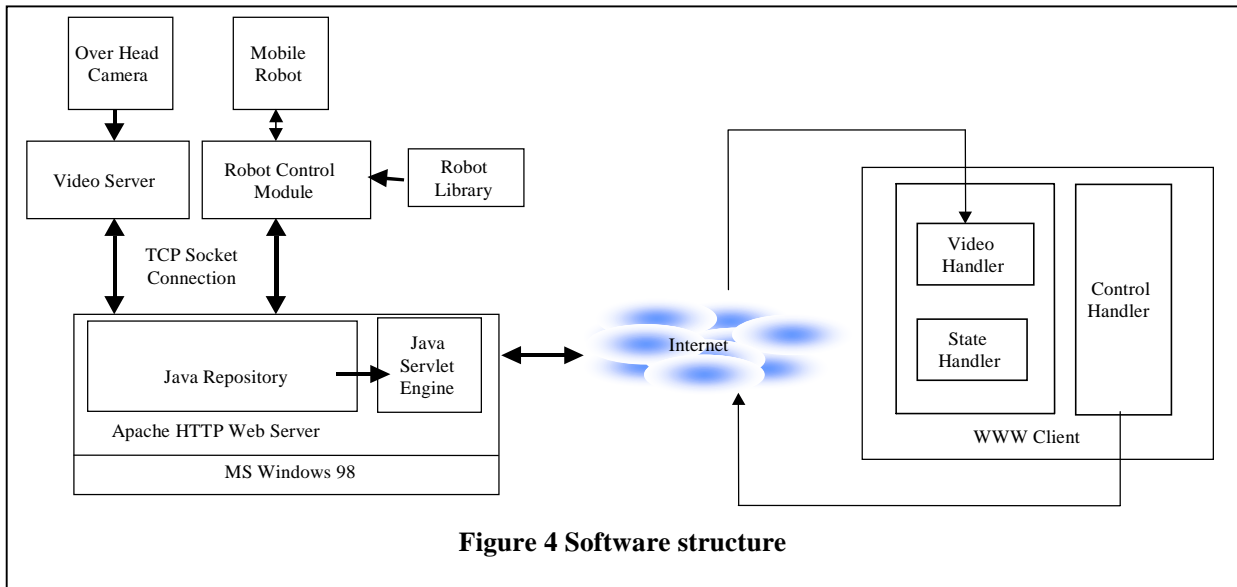 Over Head
Camera
Mobile
Robot
Video Server
Robot Control
Module
Robot
Library
TCP Socket
Connection
Java Repository
Java
Servlet
Engine
Apache HTTP Web Server
MS Windows 98
Internet
Video
Handler
State
Handler
Control
Handler
WWW Client
Figure 4 Software structure